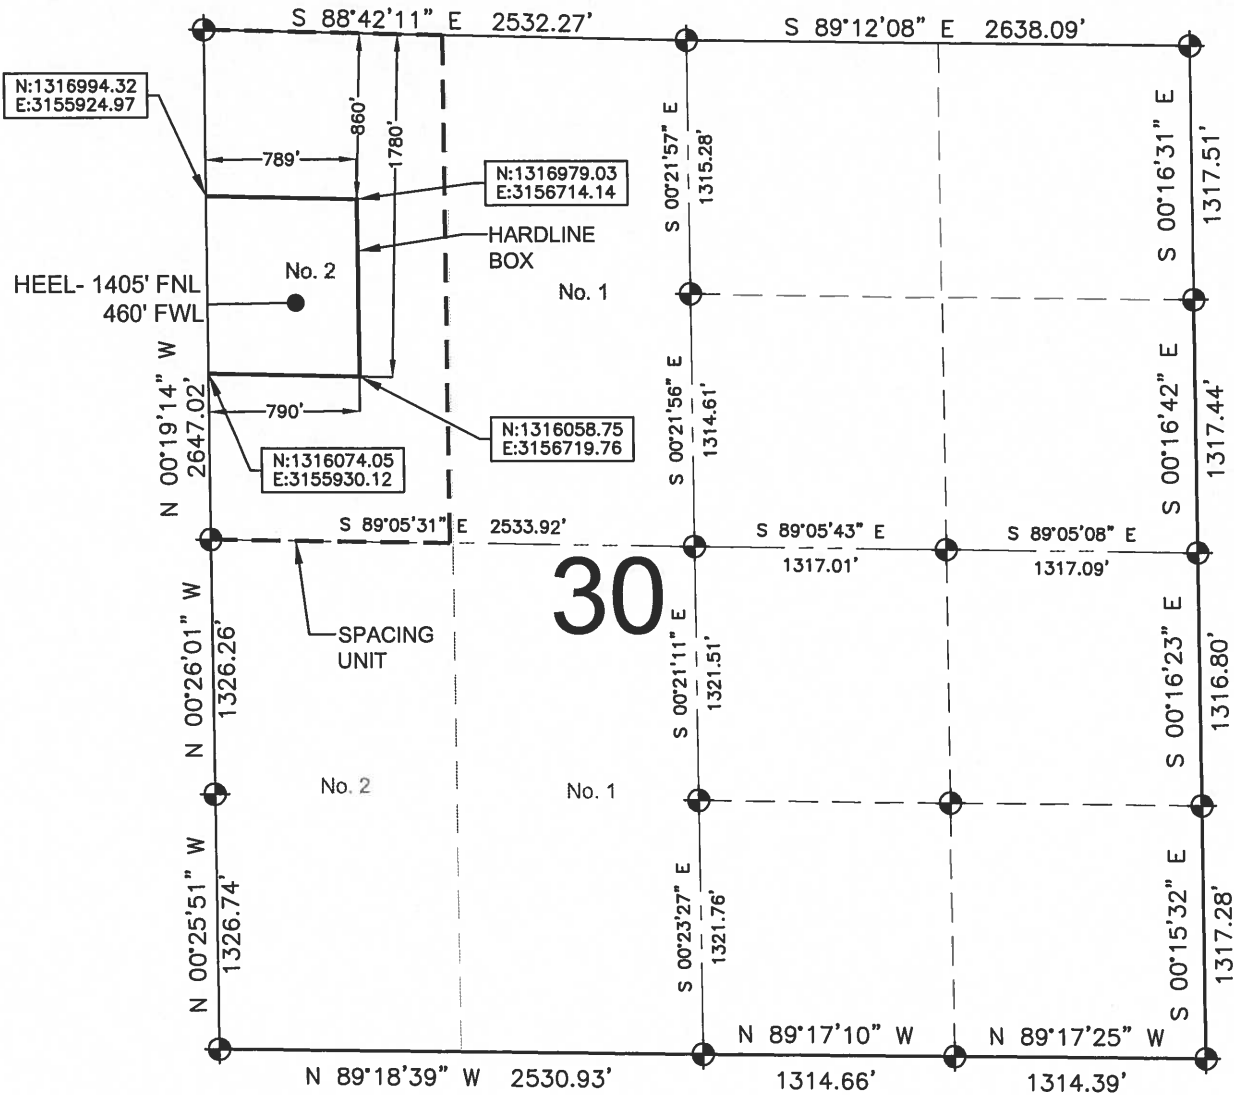 S 88°42'11" E 2532.27'
S 89°12'08" E 2638.09'
N:1316994.32
E:3155924.97
860'
1780'
789'
S 00°21'57" E
1315.28'
S 00°16'31" E
1317.51'
N:1316979.03
E:3156714.14
HARDLINE
BOX
No. 2
No. 1
HEEL- 1405' FNL
460' FWL
N 00°19'14" W
2647.02'
790'
S 00°21'56" E
1314.61'
S 00°16'42" E
1317.44'
N:1316058.75
E:3156719.76
N:1316074.05
E:3155930.12
S 89°05'31" E 2533.92'
S 89°05'43" E
1317.01'
S 89°05'08" E
1317.09'
30
SPACING
UNIT
N 00°26'01" W
1326.26'
S 00°21'11" E
1321.51'
S 00°16'23" E
1316.80'
No. 2
No. 1
N 00°25'51" W
1326.74'
S 00°23'27" E
1321.76'
S 00°15'32" E
1317.28'
N 89°18'39" W 2530.93'
N 89°17'10" W
1314.66'
N 89°17'25" W
1314.39'